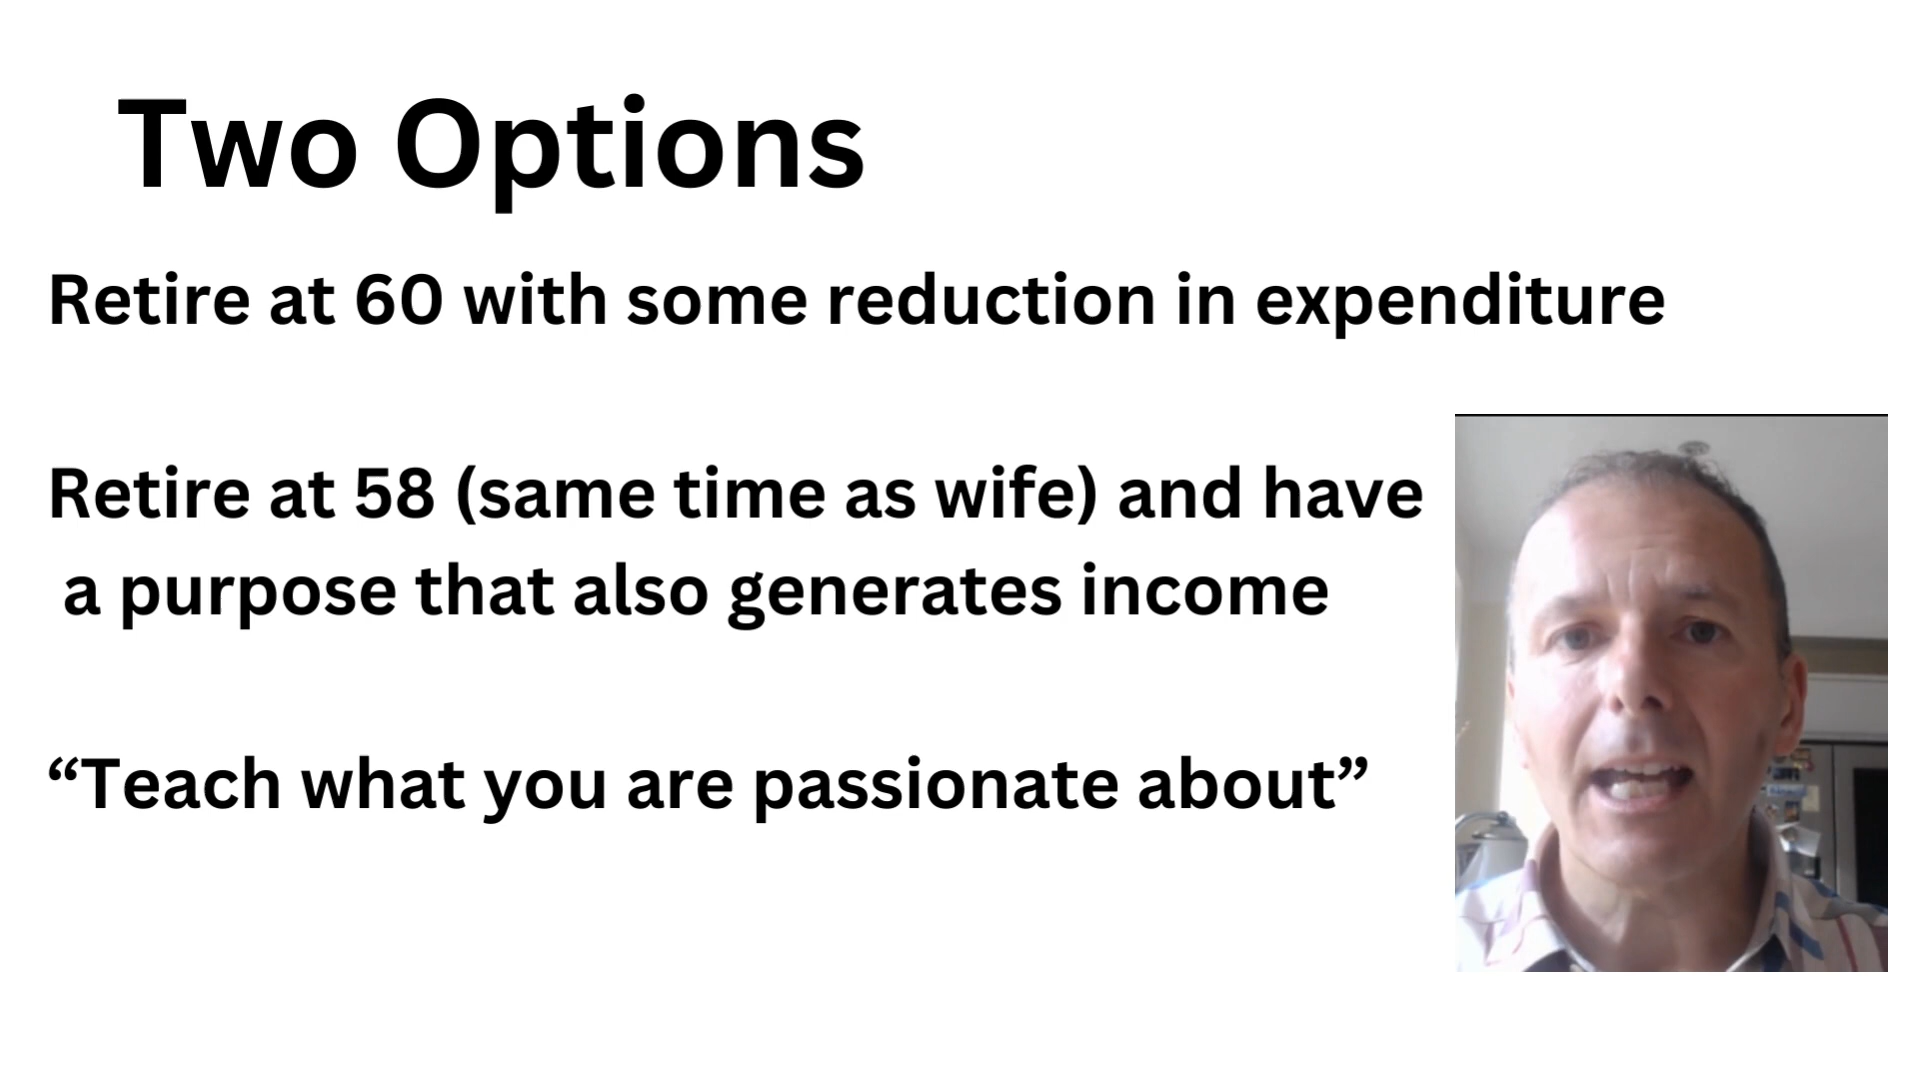 Two Options
Retire at 60 with some reduction in expenditure
Retire at 58 (same time as wife) and have
a purpose that also generates income
“Teach what you are passionate about”